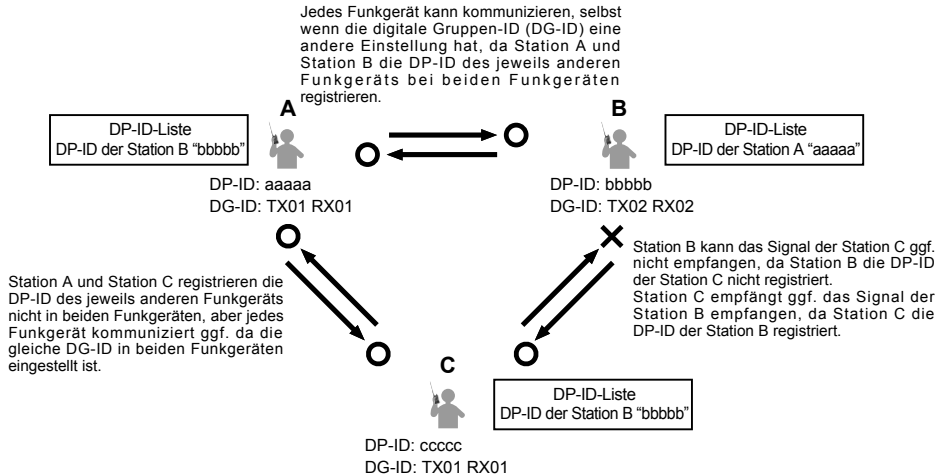 Jedes Funkgerät kann kommunizieren, selbst
wenn die digitale Gruppen-ID (DG-ID) eine
andere Einstellung hat, da Station A und
Station B die DP-ID des jeweils anderen
Funkgeräts bei beiden Funkgeräten
registrieren.
A
B
DP-ID-Liste
DP-ID der Station B “bbbbb”
DP-ID-Liste
DP-ID der Station A “aaaaa”
DP-ID: aaaaa
DG-ID: TX01 RX01
DP-ID: bbbbb
DG-ID: TX02 RX02
Station A und Station C registrieren die
DP-ID des jeweils anderen Funkgeräts
nicht in beiden Funkgeräten, aber jedes
Funkgerät kommuniziert ggf. da die
gleiche DG-ID in beiden Funkgeräten
eingestellt ist.
Station B kann das Signal der Station C ggf.
nicht empfangen, da Station B die DP-ID
der Station C nicht registriert.
Station C empfängt ggf. das Signal der
Station B empfangen, da Station C die
DP-ID der Station B registriert.
C
DP-ID-Liste
DP-ID der Station B “bbbbb”
DP-ID: ccccc
DG-ID: TX01 RX01